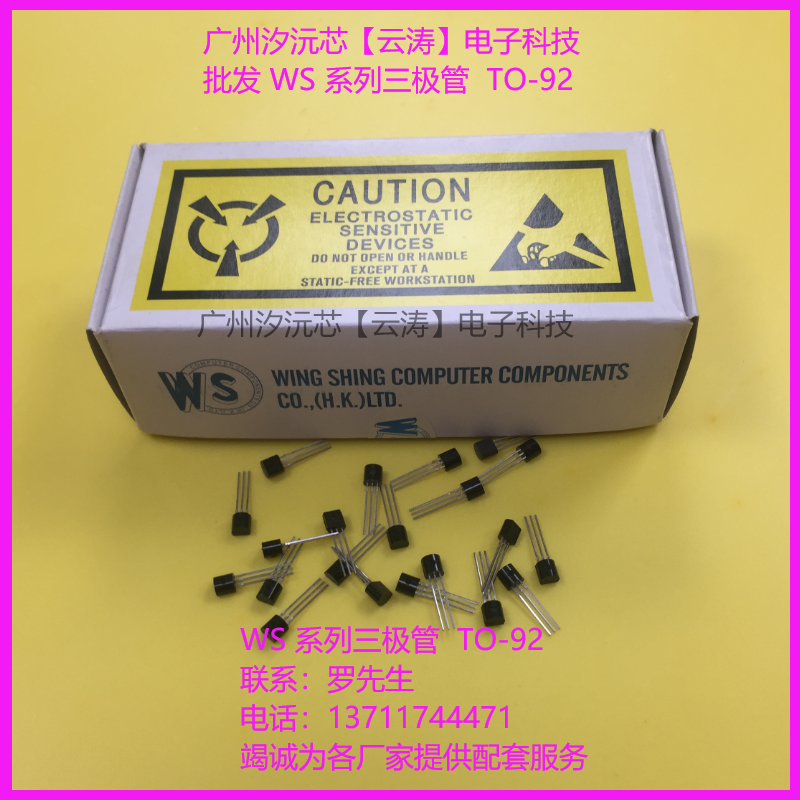 广州汐沅芯【云涛】电子科技
批发 WS 系列三极管 TO-92
CAUTION
ELECTROSTATIC
SENSITIVE
DEVICES
DO NOT OPEN OR HANDLE
EXCEPT AT A
STATIC-FREE WORKSTATION
广州汐沅芯【云涛】电子科技
WS
WING SHING COMPUTER COMPONENTS
CO.,(H.K.)LTD.
WS 系列三极管 TO-92
联系：罗先生
电话：13711744471
竭诚为各厂家提供配套服务